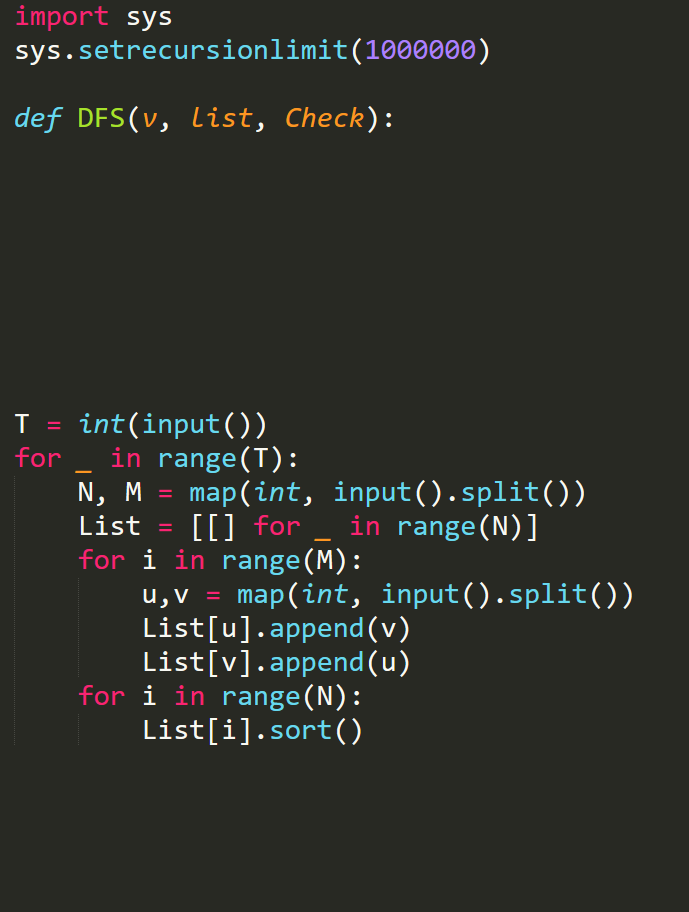 import sys
sys.setrecursionlimit(1000000)
def DFS(v, list, Check):
T = int(input())
for _ in range(T):
    N, M = map(int, input().split())
    List = [[] for _ in range(N)]
    for i in range(M):
        u,v = map(int, input().split())
        List[u].append(v)
        List[v].append(u)
    for i in range(N):
        List[i].sort()